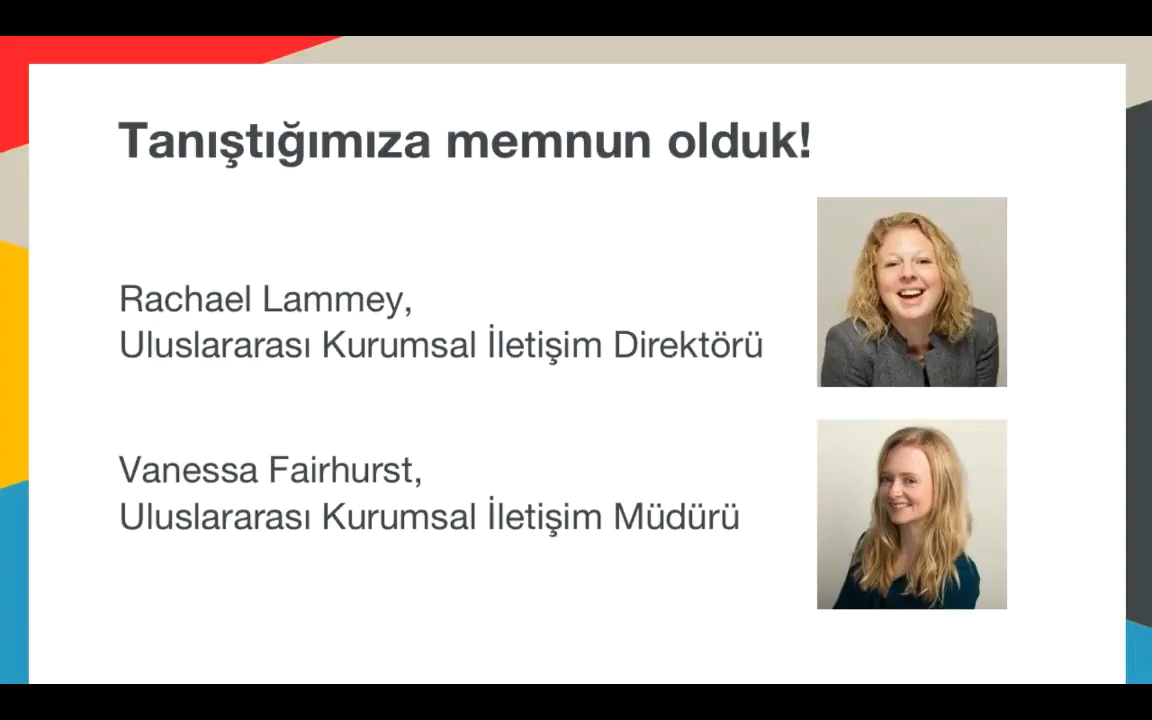 Tanıştığımıza memnun olduk!
Rachael Lammey,
Uluslararası Kurumsal İletişim Direktörü
Vanessa Fairhurst,
Uluslararası Kurumsal İletişim Müdürü